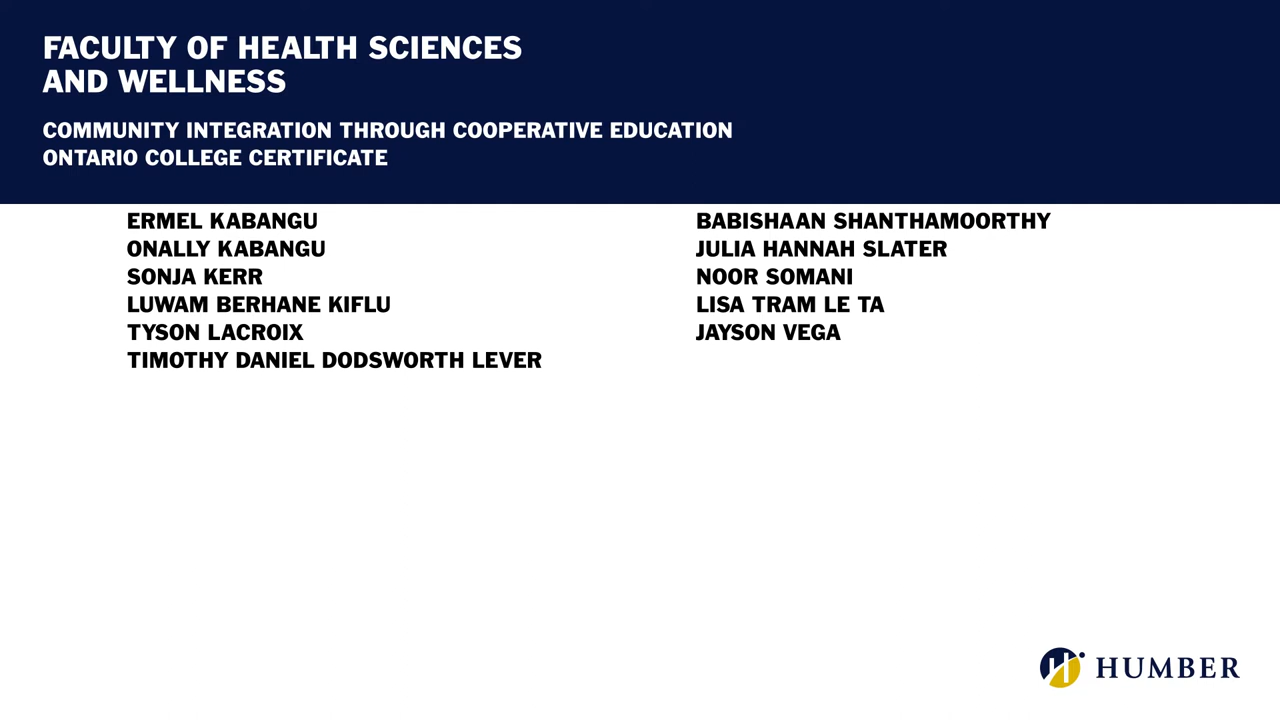 FACULTY OF HEALTH SCIENCES
AND WELLNESS
COMMUNITY INTEGRATION THROUGH COOPERATIVE EDUCATION
ONTARIO COLLEGE CERTIFICATE
ERMEL KABANGU
ONALLY KABANGU
SONJA KERR
LUWAM BERHANE KIFLU
TYSON LACROIX
TIMOTHY DANIEL DODSWORTH LEVER
BABISHAAN SHANTHAMOORTHY
JULIA HANNAH SLATER
NOOR SOMANI
LISA TRAM LE TA
JAYSON VEGA
HUMBER